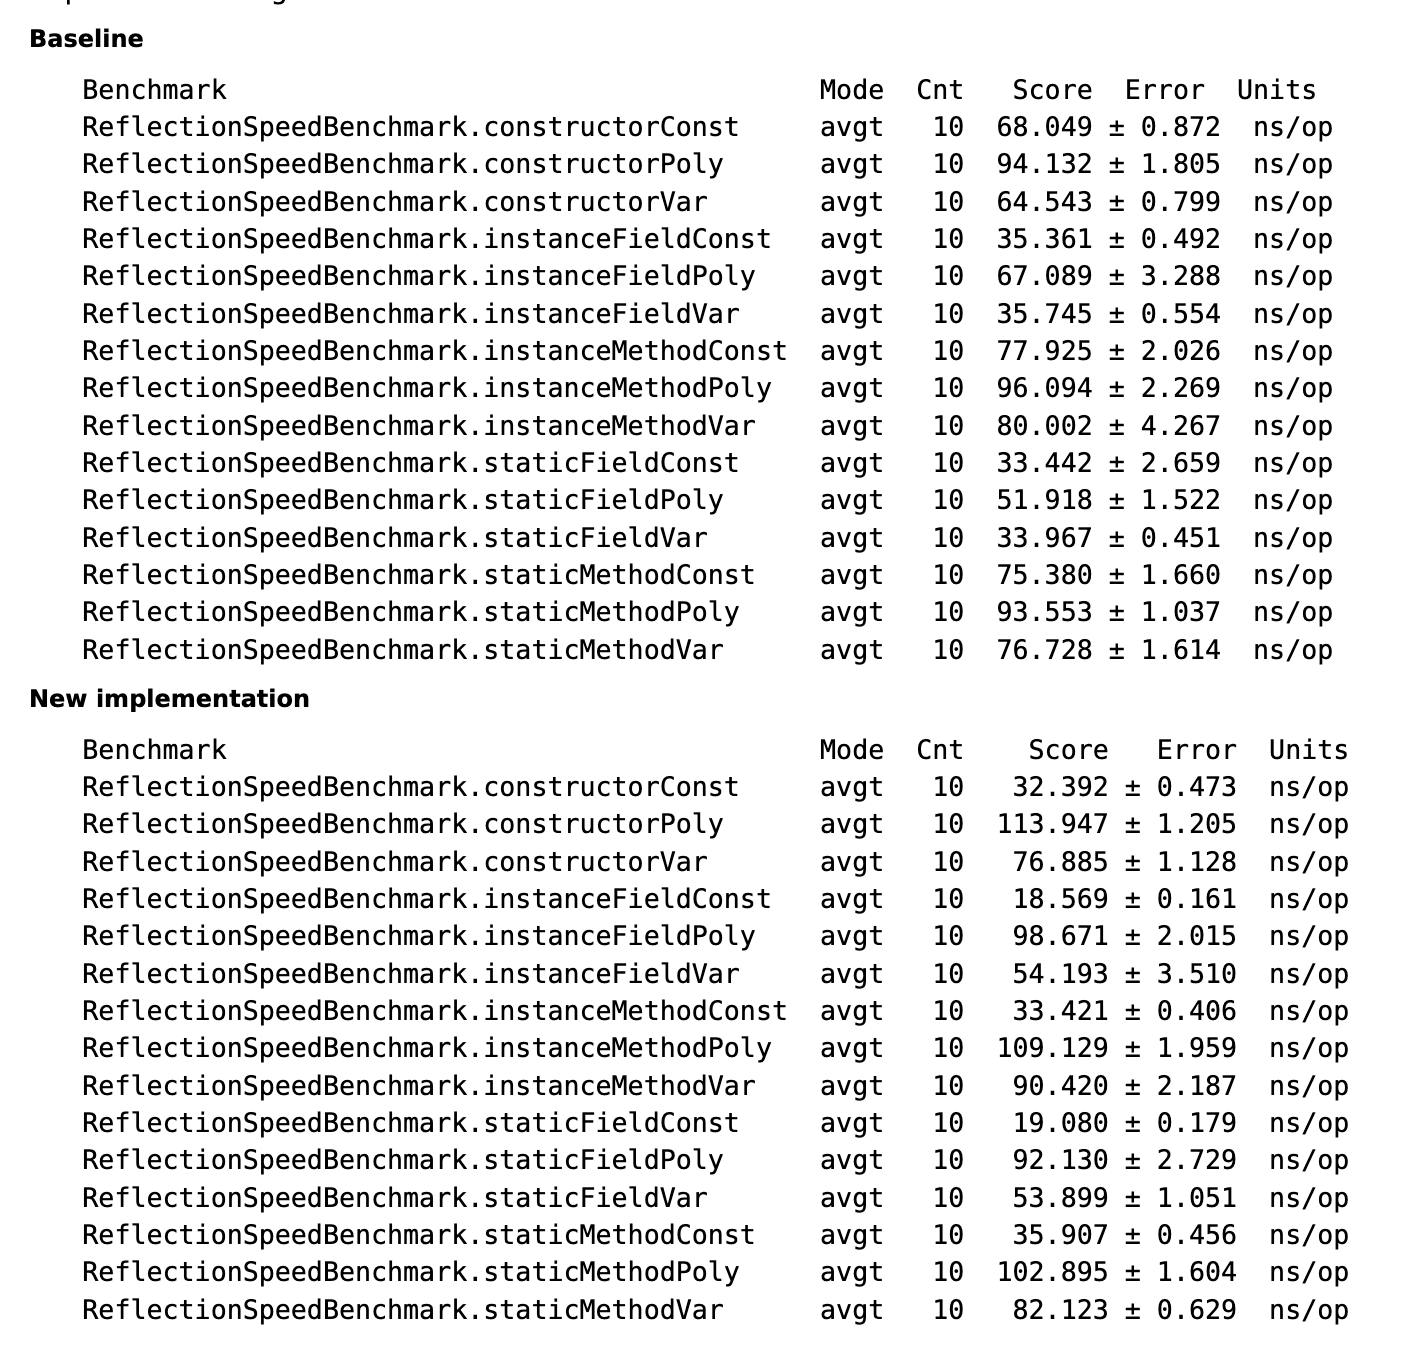 Baseline
Benchmark Mode Cnt Score Error Units
ReflectionSpeedBenchmark.constructorConst avgt 10 68.049 ± 0.872 ns/op
ReflectionSpeedBenchmark.constructorPoly avgt 10 94.132 ± 1.805 ns/op
ReflectionSpeedBenchmark.constructorVar avgt 10 64.543 ± 0.799 ns/op
ReflectionSpeedBenchmark.instanceFieldConst avgt 10 35.361 ± 0.492 ns/op
ReflectionSpeedBenchmark.instanceFieldPoly avgt 10 67.089 ± 3.288 ns/op
ReflectionSpeedBenchmark.instanceFieldVar avgt 10 35.745 ± 0.554 ns/op
ReflectionSpeedBenchmark.instanceMethodConst avgt 10 77.925 ± 2.026 ns/op
ReflectionSpeedBenchmark.instanceMethodPoly avgt 10 96.094 ± 2.269 ns/op
ReflectionSpeedBenchmark.instanceMethodVar avgt 10 80.002 ± 4.267 ns/op
ReflectionSpeedBenchmark.staticFieldConst avgt 10 33.442 ± 2.659 ns/op
ReflectionSpeedBenchmark.staticFieldPoly avgt 10 51.918 ± 1.522 ns/op
ReflectionSpeedBenchmark.staticFieldVar avgt 10 33.967 ± 0.451 ns/op
ReflectionSpeedBenchmark.staticMethodConst avgt 10 75.380 ± 1.660 ns/op
ReflectionSpeedBenchmark.staticMethodPoly avgt 10 93.553 ± 1.037 ns/op
ReflectionSpeedBenchmark.staticMethodVar avgt 10 76.728 ± 1.614 ns/op
New implementation
Benchmark Mode Cnt Score Error Units
ReflectionSpeedBenchmark.constructorConst avgt 10 32.392 ± 0.473 ns/op
ReflectionSpeedBenchmark.constructorPoly avgt 10 113.947 ± 1.205 ns/op
ReflectionSpeedBenchmark.constructorVar avgt 10 76.885 ± 1.128 ns/op
ReflectionSpeedBenchmark.instanceFieldConst avgt 10 18.569 ± 0.161 ns/op
ReflectionSpeedBenchmark.instanceFieldPoly avgt 10 98.671 ± 2.015 ns/op
ReflectionSpeedBenchmark.instanceFieldVar avgt 10 54.193 ± 3.510 ns/op
ReflectionSpeedBenchmark.instanceMethodConst avgt 10 33.421 ± 0.406 ns/op
ReflectionSpeedBenchmark.instanceMethodPoly avgt 10 109.129 ± 1.959 ns/op
ReflectionSpeedBenchmark.instanceMethodVar avgt 10 90.420 ± 2.187 ns/op
ReflectionSpeedBenchmark.staticFieldConst avgt 10 19.080 ± 0.179 ns/op
ReflectionSpeedBenchmark.staticFieldPoly avgt 10 92.130 ± 2.729 ns/op
ReflectionSpeedBenchmark.staticFieldVar avgt 10 53.899 ± 1.051 ns/op
ReflectionSpeedBenchmark.staticMethodConst avgt 10 35.907 ± 0.456 ns/op
ReflectionSpeedBenchmark.staticMethodPoly avgt 10 102.895 ± 1.604 ns/op
ReflectionSpeedBenchmark.staticMethodVar avgt 10 82.123 ± 0.629 ns/op